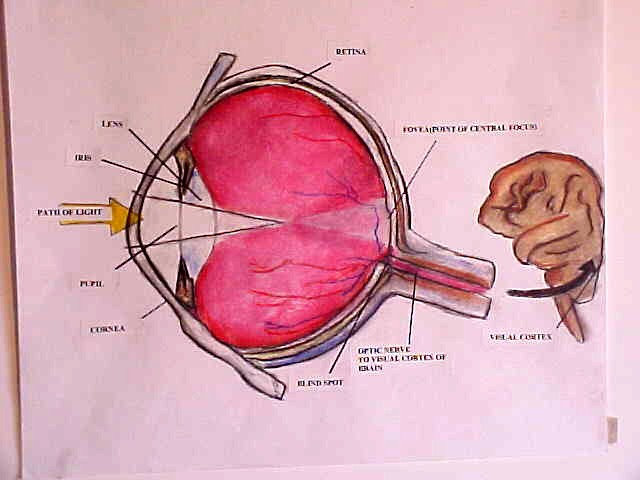 RETINA
LENS
FOVEA(POINT OF CENTRAL FOCUS)
IRIS
PATH OF LIGHT
PUPIL
CORNEA
VISUAL CORTEX
OPTIC NERVE
TO VISUAL CORTEX OF
BRAIN
BLIND SPOT